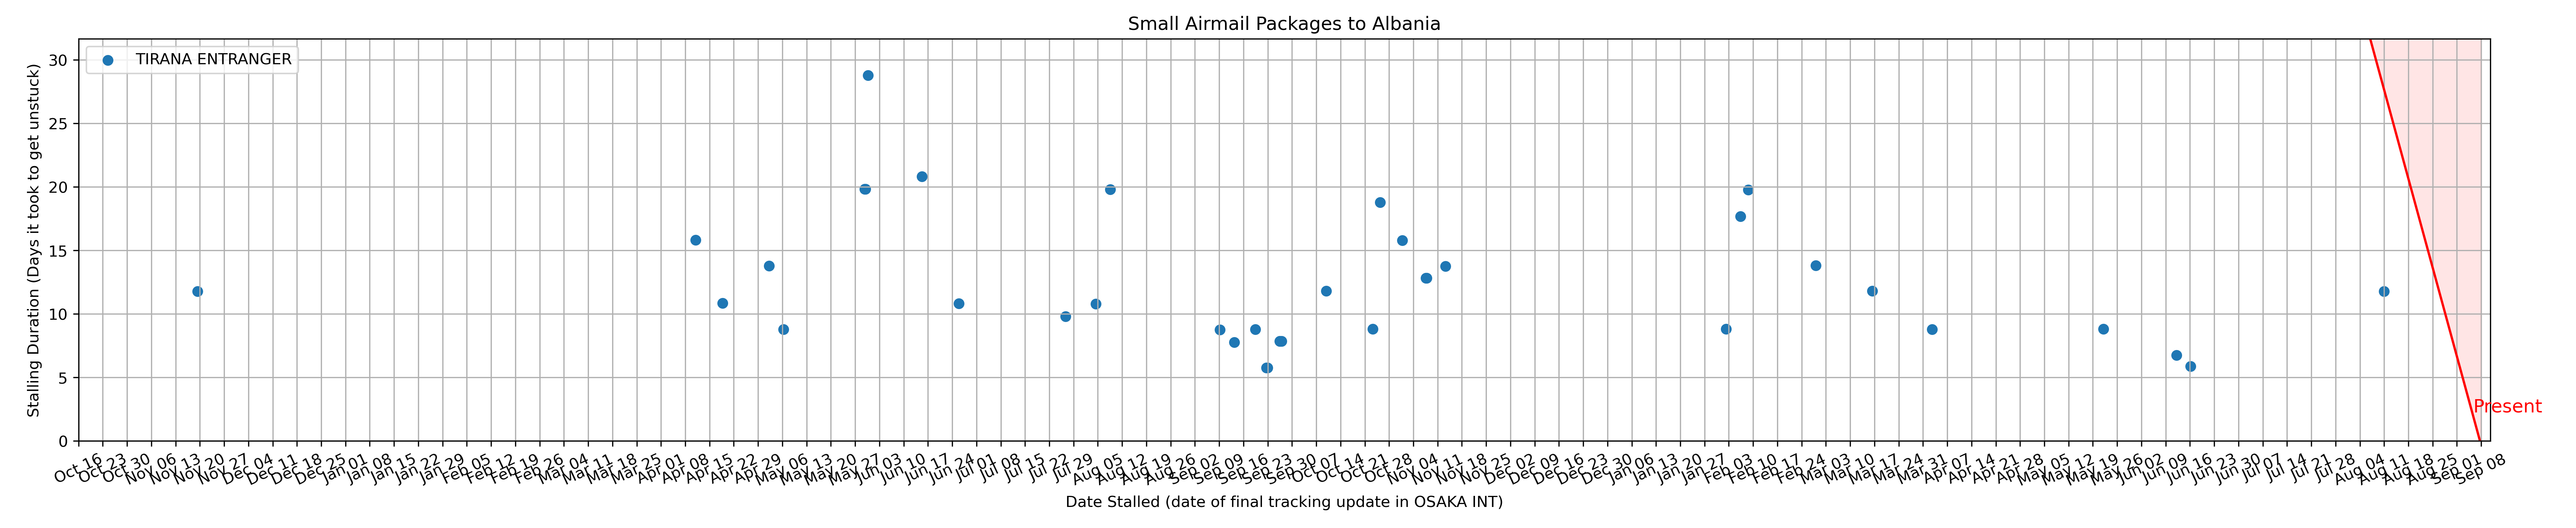 Small Airmail Packages to Albania
TIRANA ENTRANGER
Stalling Duration (Days it took to get unstuck)
30
25
20
15
10
5
0
Present
Oct 16 Oct 23 Oct 30 Nov 06 Nov 13 Nov 20 Nov 27 Dec 04 Dec 11 Dec 18 Dec 25 Jan 01 Jan 08 Jan 15 Jan 22 Jan 29 Feb 05 Feb 12 Feb 19 Feb 26 Mar 04 Mar 11 Mar 18 Mar 25 Apr 01 Apr 08 Apr 15 Apr 22 Apr 29 May 06 May 13 May 20 May 27 Jun 03 Jun 10 Jun 17 Jun 24 Jul 01 Jul 08 Jul 15 Jul 22 Jul 29 Aug 05 Aug 12 Aug 19 Aug 26 Sep 02 Sep 09 Sep 16 Sep 23 Sep 30 Oct 07 Oct 14 Oct 21 Oct 28 Nov 04 Nov 11 Nov 18 Nov 25 Dec 02 Dec 09 Dec 16 Dec 23 Dec 30 Jan 06 Jan 13 Jan 20 Jan 27 Feb 03 Feb 10 Feb 17 Feb 24 Mar 03 Mar 10 Mar 17 Mar 24 Mar 31 Apr 07 Apr 14 Apr 21 Apr 28 May 05 May 12 May 19 May 26 Jun 02 Jun 09 Jun 16 Jun 23 Jun 30 Jul 07 Jul 14 Jul 21 Jul 28 Aug 04 Aug 11 Aug 18 Aug 25 Sep 01 Sep 08
Date Stalled (date of final tracking update in OSAKA INT)